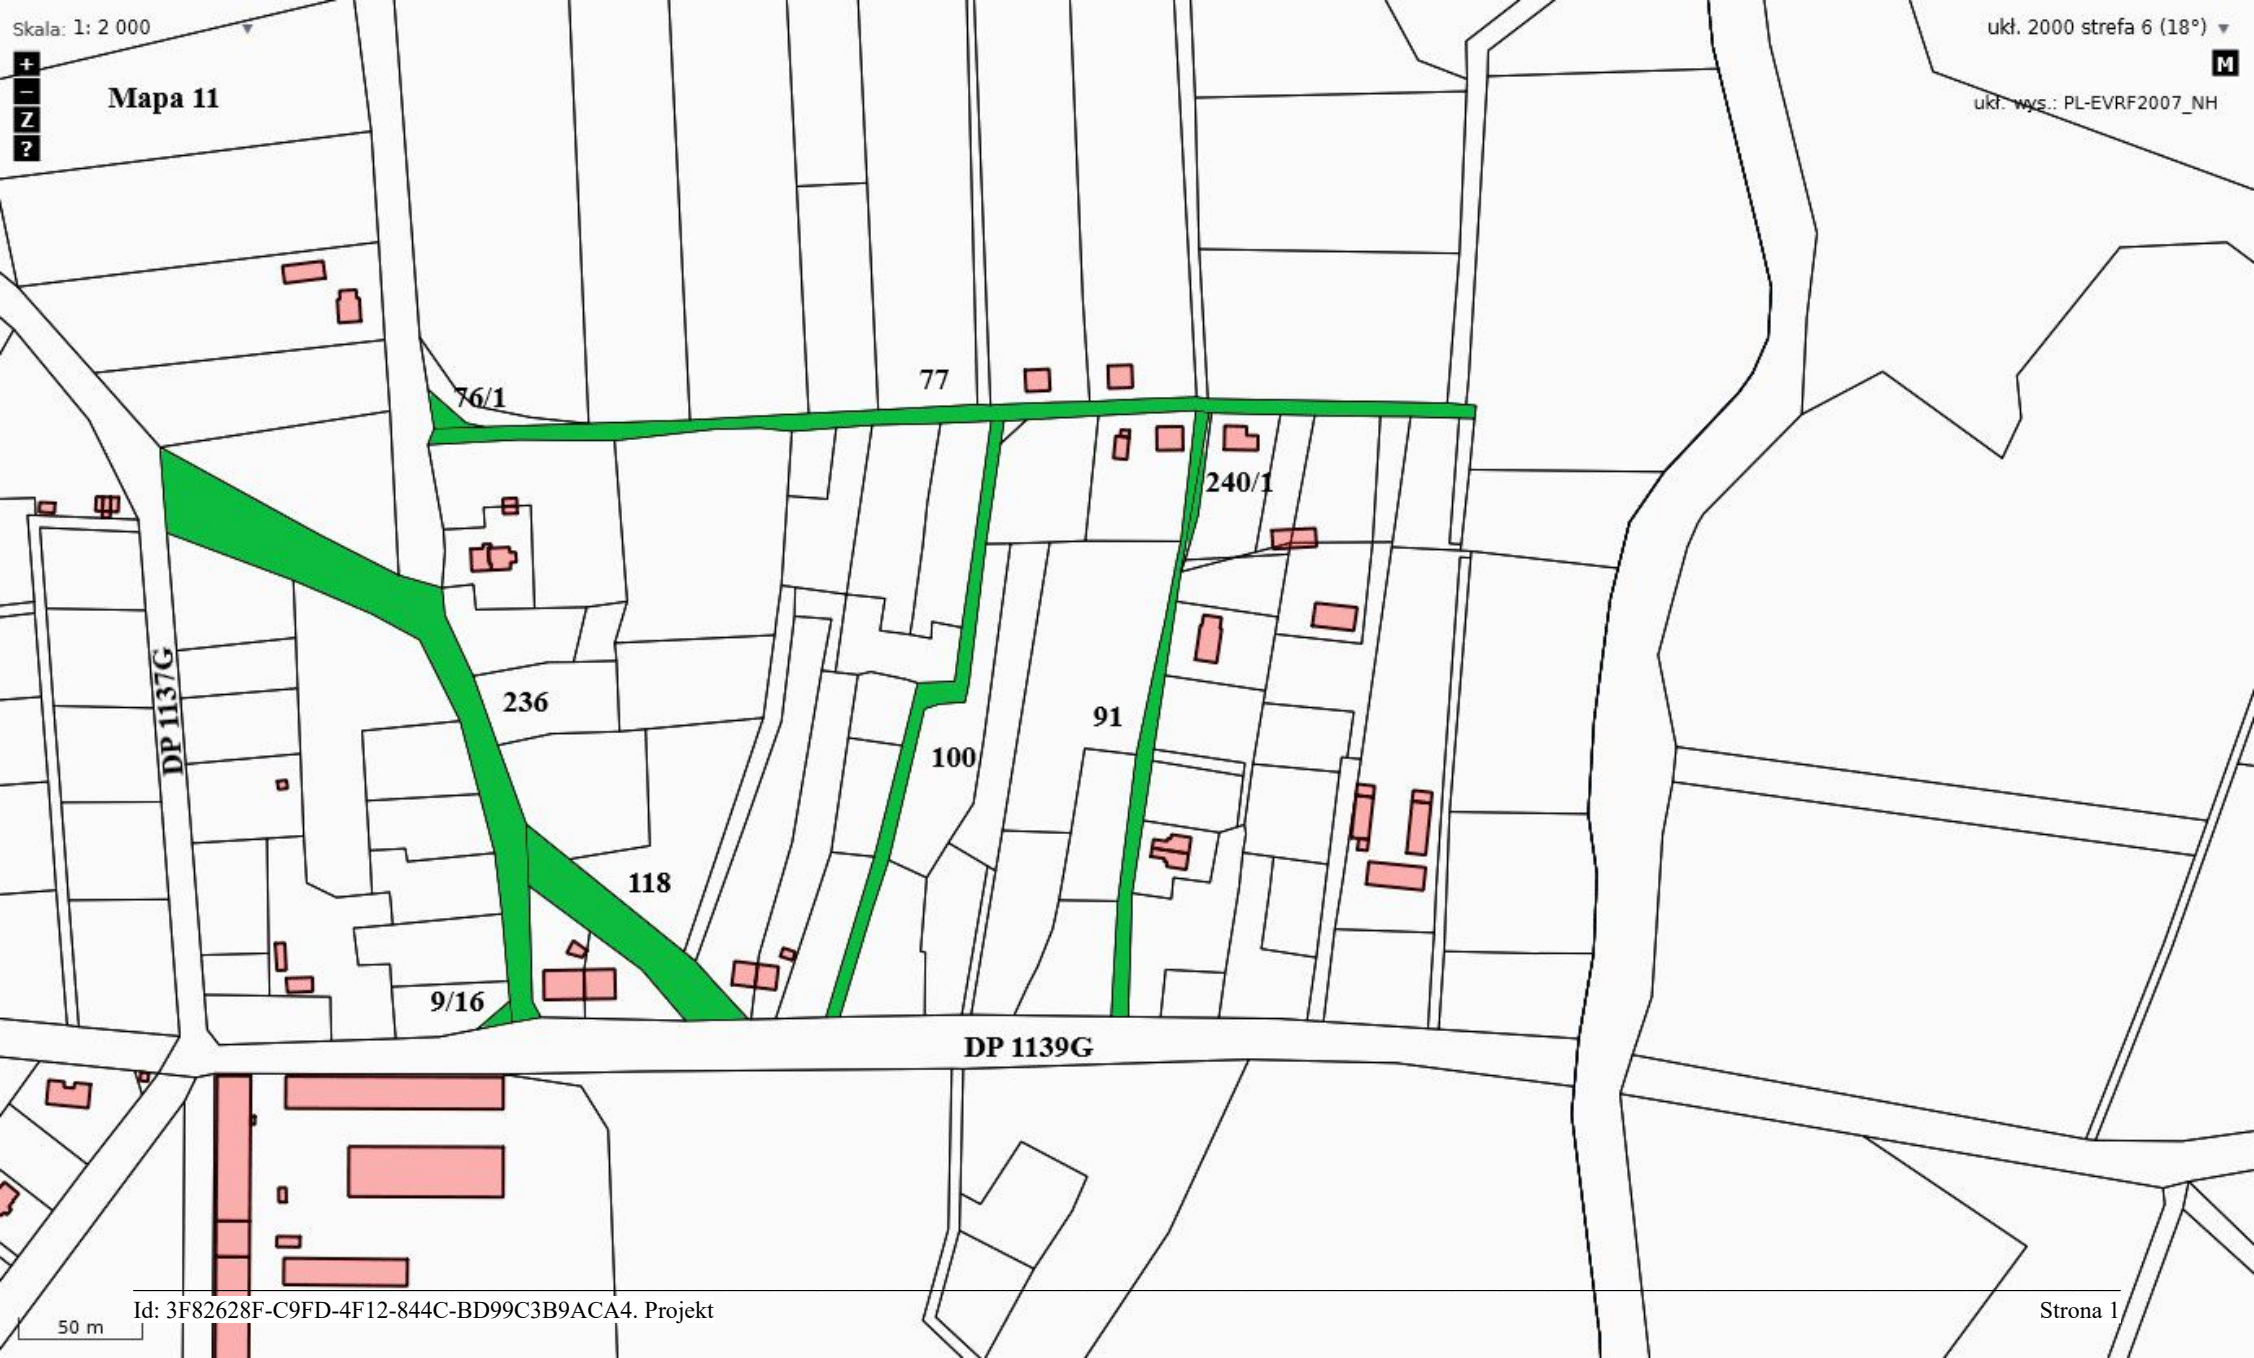 Skala: 1: 2 000
ukł. 2000 strefa 6 (18°)
+
−
Z
?
M
Mapa 11
ukł. wys.: PL-EVRF2007_NH
77
76/1
240/1
DP 1137G
236
91
100
118
9/16
DP 1139G
Id: 3F82628F-C9FD-4F12-844C-BD99C3B9ACA4. Projekt
Strona 1
50 m